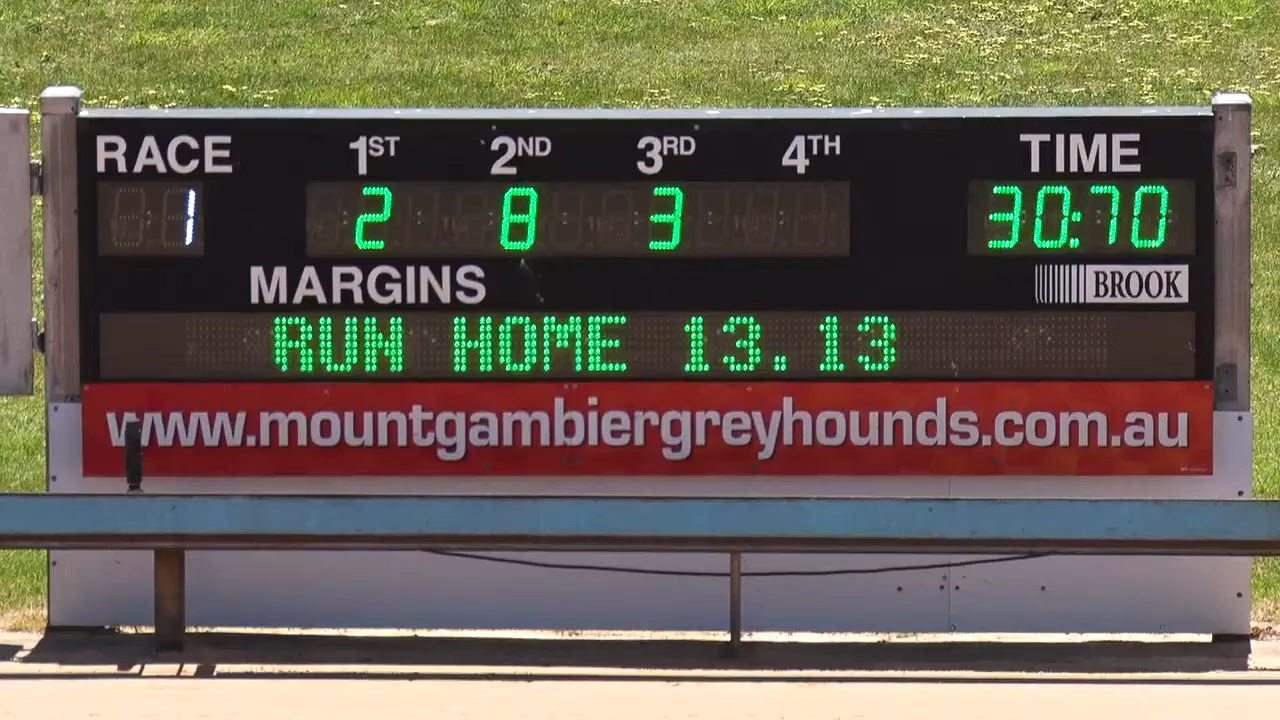 RACE 1ST 2ND 3RD 4TH TIME
1 2 8 3 30:70
MARGINS BROOK
RUN HOME 13.13
www.mountgambiergreyhounds.com.au